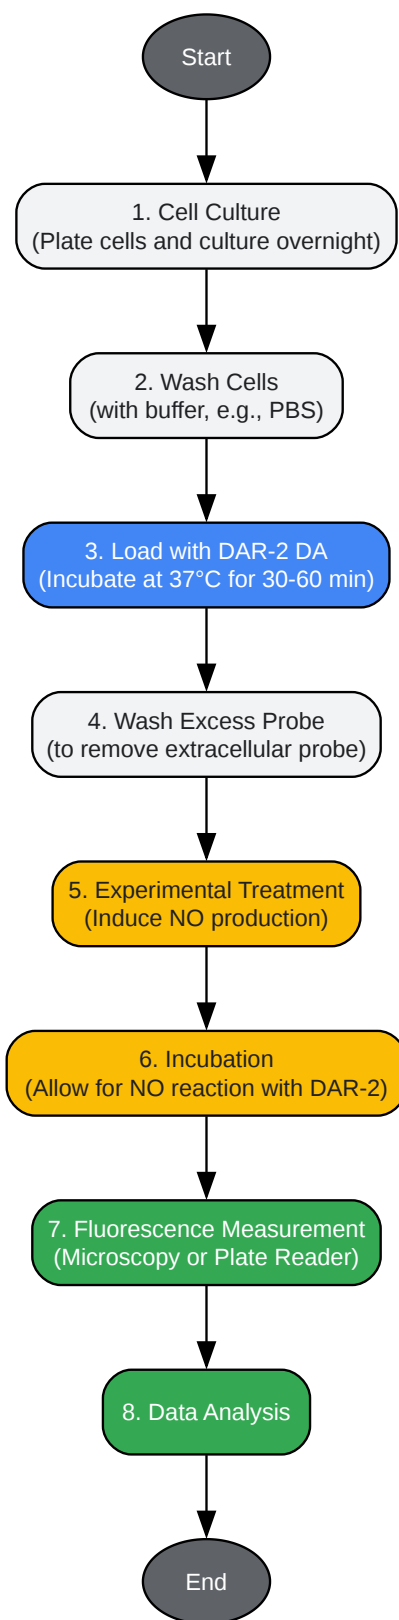 Start
1. Cell Culture
(Plate cells and culture overnight)
2. Wash Cells
(with buffer, e.g., PBS)
3. Load with DAR-2 DA
(Incubate at 37°C for 30-60 min)
4. Wash Excess Probe
(to remove extracellular probe)
5. Experimental Treatment
(Induce NO production)
6. Incubation
(Allow for NO reaction with DAR-2)
7. Fluorescence Measurement
(Microscopy or Plate Reader)
8. Data Analysis
End